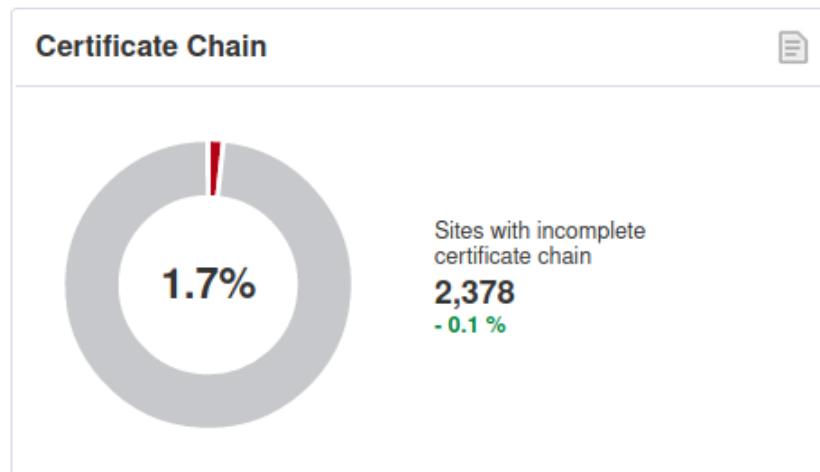 Certificate Chain
1.7%
Sites with incomplete
certificate chain
2,378
- 0.1 %